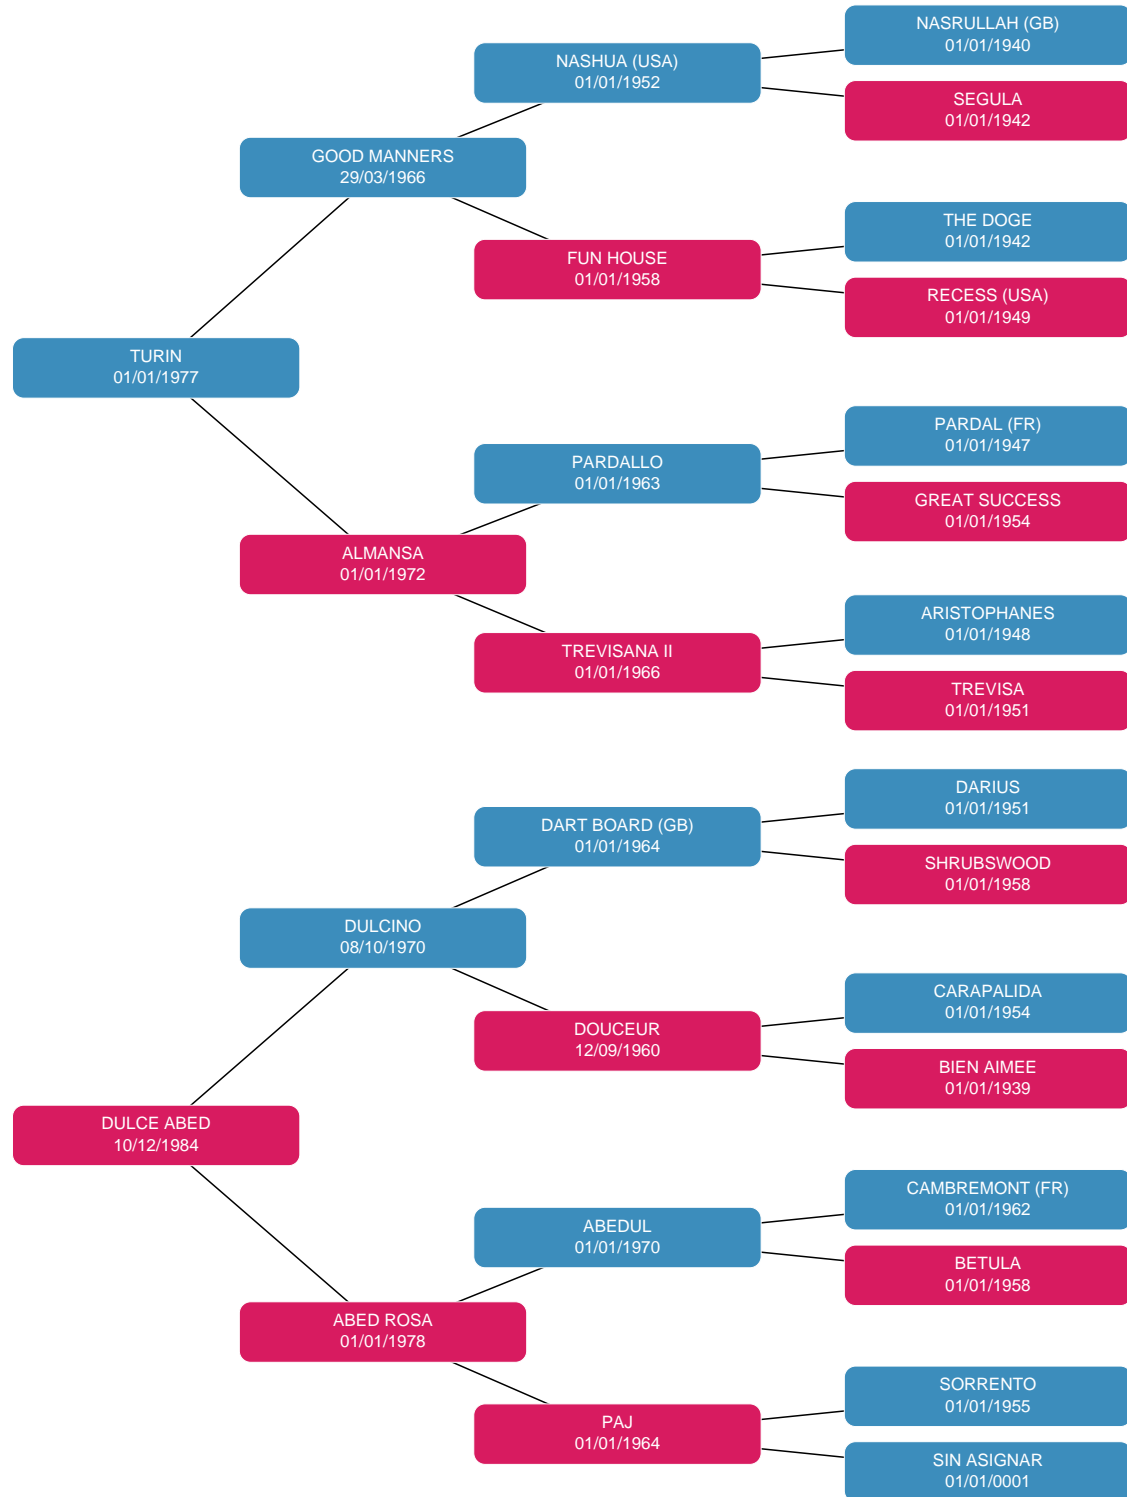 NASRULLAH (GB)
01/01/1940
NASHUA (USA)
01/01/1952
SEGULA
01/01/1942
GOOD MANNERS
29/03/1966
THE DOGE
01/01/1942
FUN HOUSE
01/01/1958
RECESS (USA)
01/01/1949
TURIN
01/01/1977
PARDAL (FR)
01/01/1947
PARDALLO
01/01/1963
GREAT SUCCESS
01/01/1954
ALMANSA
01/01/1972
ARISTOPHANES
01/01/1948
TREVISANA II
01/01/1966
TREVISA
01/01/1951
DARIUS
01/01/1951
DART BOARD (GB)
01/01/1964
SHRUBSWOOD
01/01/1958
DULCINO
08/10/1970
CARAPALIDA
01/01/1954
DOUCEUR
12/09/1960
BIEN AIMEE
01/01/1939
DULCE ABED
10/12/1984
CAMBREMONT (FR)
01/01/1962
ABEDUL
01/01/1970
BETULA
01/01/1958
ABED ROSA
01/01/1978
SORRENTO
01/01/1955
PAJ
01/01/1964
SIN ASIGNAR
01/01/0001